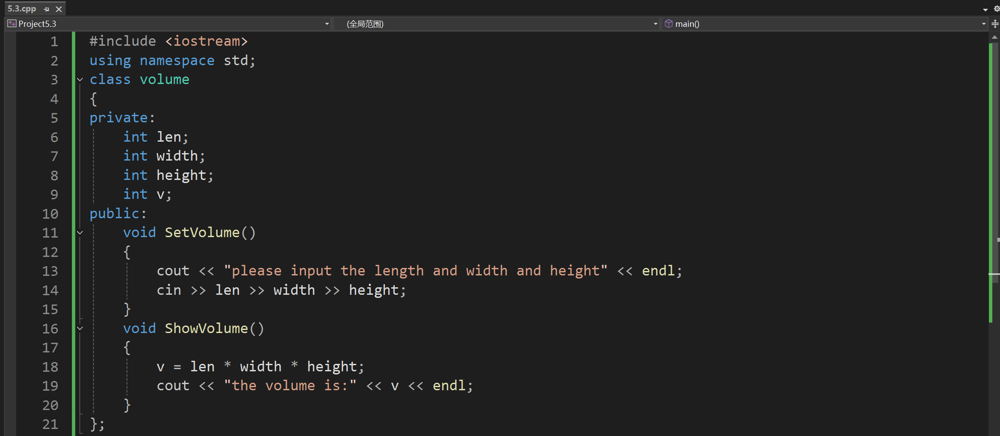 5.3.cpp
Project5.3 (全局范围) main()
1 #include <iostream>
2 using namespace std;
3 class volume
4 {
5 private:
6 int len;
7 int width;
8 int height;
9 int v;
10 public:
11 void SetVolume()
12 {
13 cout << "please input the length and width and height" << endl;
14 cin >> len >> width >> height;
15 }
16 void ShowVolume()
17 {
18 v = len * width * height;
19 cout << "the volume is:" << v << endl;
20 }
21 };